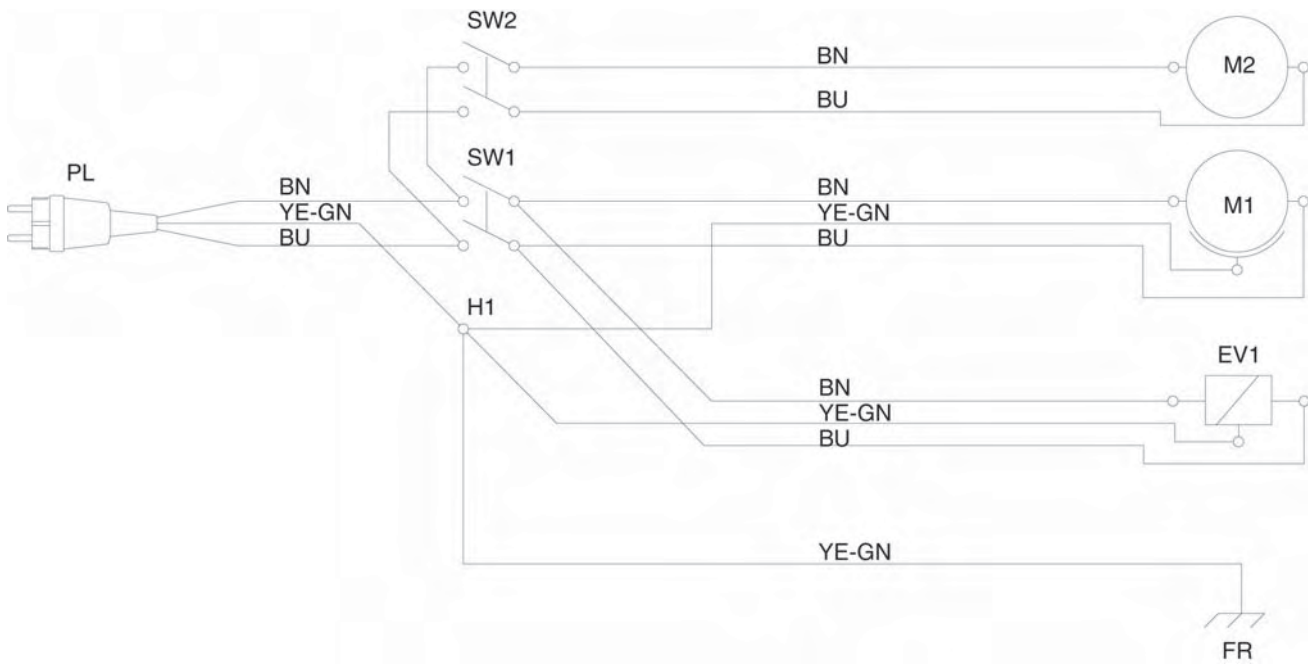 SW2
BN
M2
BU
SW1
PL
BN
BN
M1
YE-GN
YE-GN
BU
BU
H1
EV1
BN
YE-GN
BU
YE-GN
FR